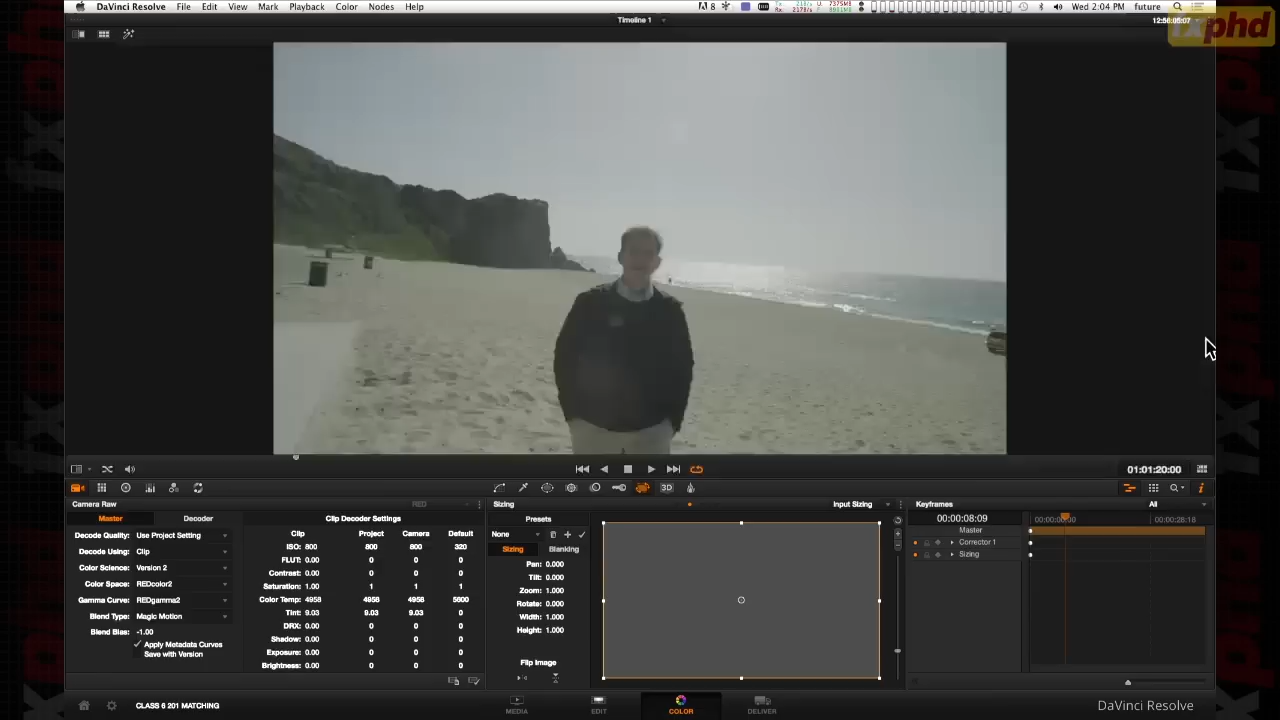 DaVinci Resolve File Edit View Mark Playback Color Nodes Help
8
Wed 2:04 PM future
Timeline 1
fxphd
01:01:20:00
3D
Camera Raw RED
Master Decoder
Decode Quality: Use Project Setting
Decode Using: Clip
Color Science: Version 2
Color Space: REDcolor2
Gamma Curve: REDgamma2
Blend Type: Magic Motion
Blend Bias: -1.00
Apply Metadata Curves
Save with Version
Clip Decoder Settings
Clip Project Camera Default
ISO: 800 800 800 320
FLUT: 0.00 0 0 0
Contrast: 0.00 0 0 0
Saturation: 1.00 1 1 1
Color Temp: 4958 4958 4958 5600
Tint: 9.03 9.03 9.03 0
DRX: 0.00 0 0 0
Shadow: 0.00 0 0 0
Exposure: 0.00 0 0 0
Brightness: 0.00 0 0 0
Sizing Input Sizing
Presets
None
Sizing Blanking
Pan: 0.000
Tilt: 0.000
Zoom: 1.000
Rotate: 0.000
Width: 1.000
Height: 1.000
Flip Image
Keyframes All
00:00:08:09
Master
Corrector 1
Sizing
CLASS 6 201 MATCHING
MEDIA EDIT COLOR DELIVER
DaVinci Resolve